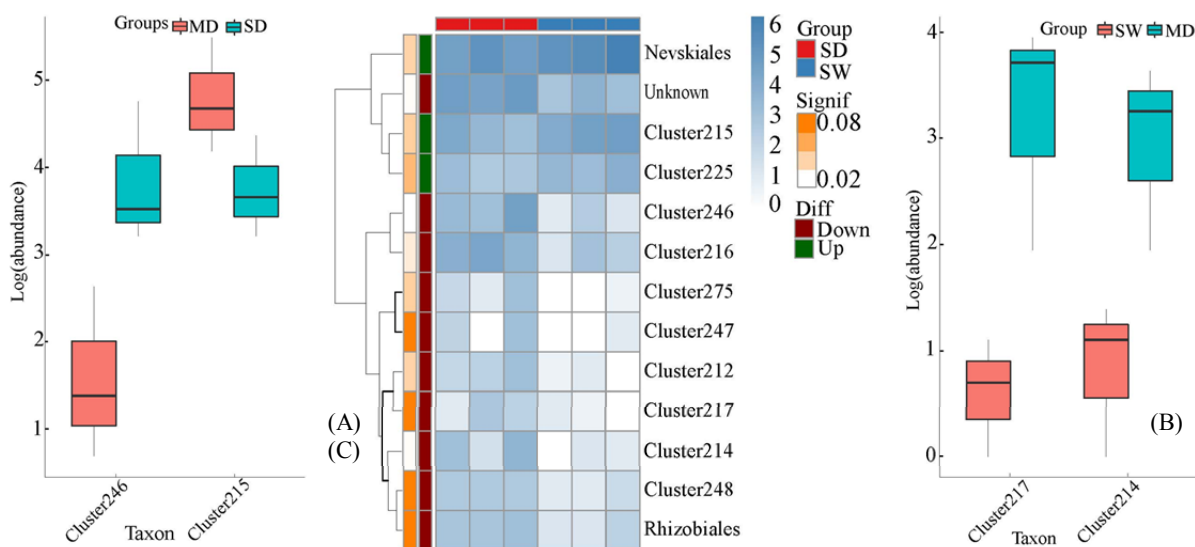 Groups MD SD
Log(abundance)
5
4
3
2
1
Cluster246
Cluster215
Taxon
(A)
(C)
Nevskiales
Unknown
Cluster215
Cluster225
Cluster246
Cluster216
Cluster275
Cluster247
Cluster212
Cluster217
Cluster214
Cluster248
Rhizobiales
6
5
4
3
2
1
0
Group
SD
SW
Signif
0.08
0.02
Diff
Down
Up
Group SW MD
Log(abundance)
4
3
2
1
0
(B)
Cluster217
Cluster214
Taxon